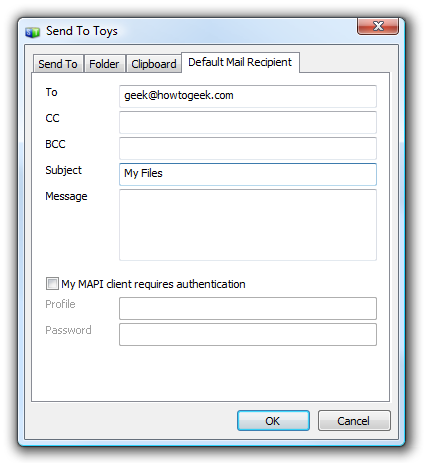 Send To Toys
Send To Folder Clipboard Default Mail Recipient
To geek@howtogeek.com
CC
BCC
Subject My Files
Message
My MAPI client requires authentication
Profile
Password
OK Cancel